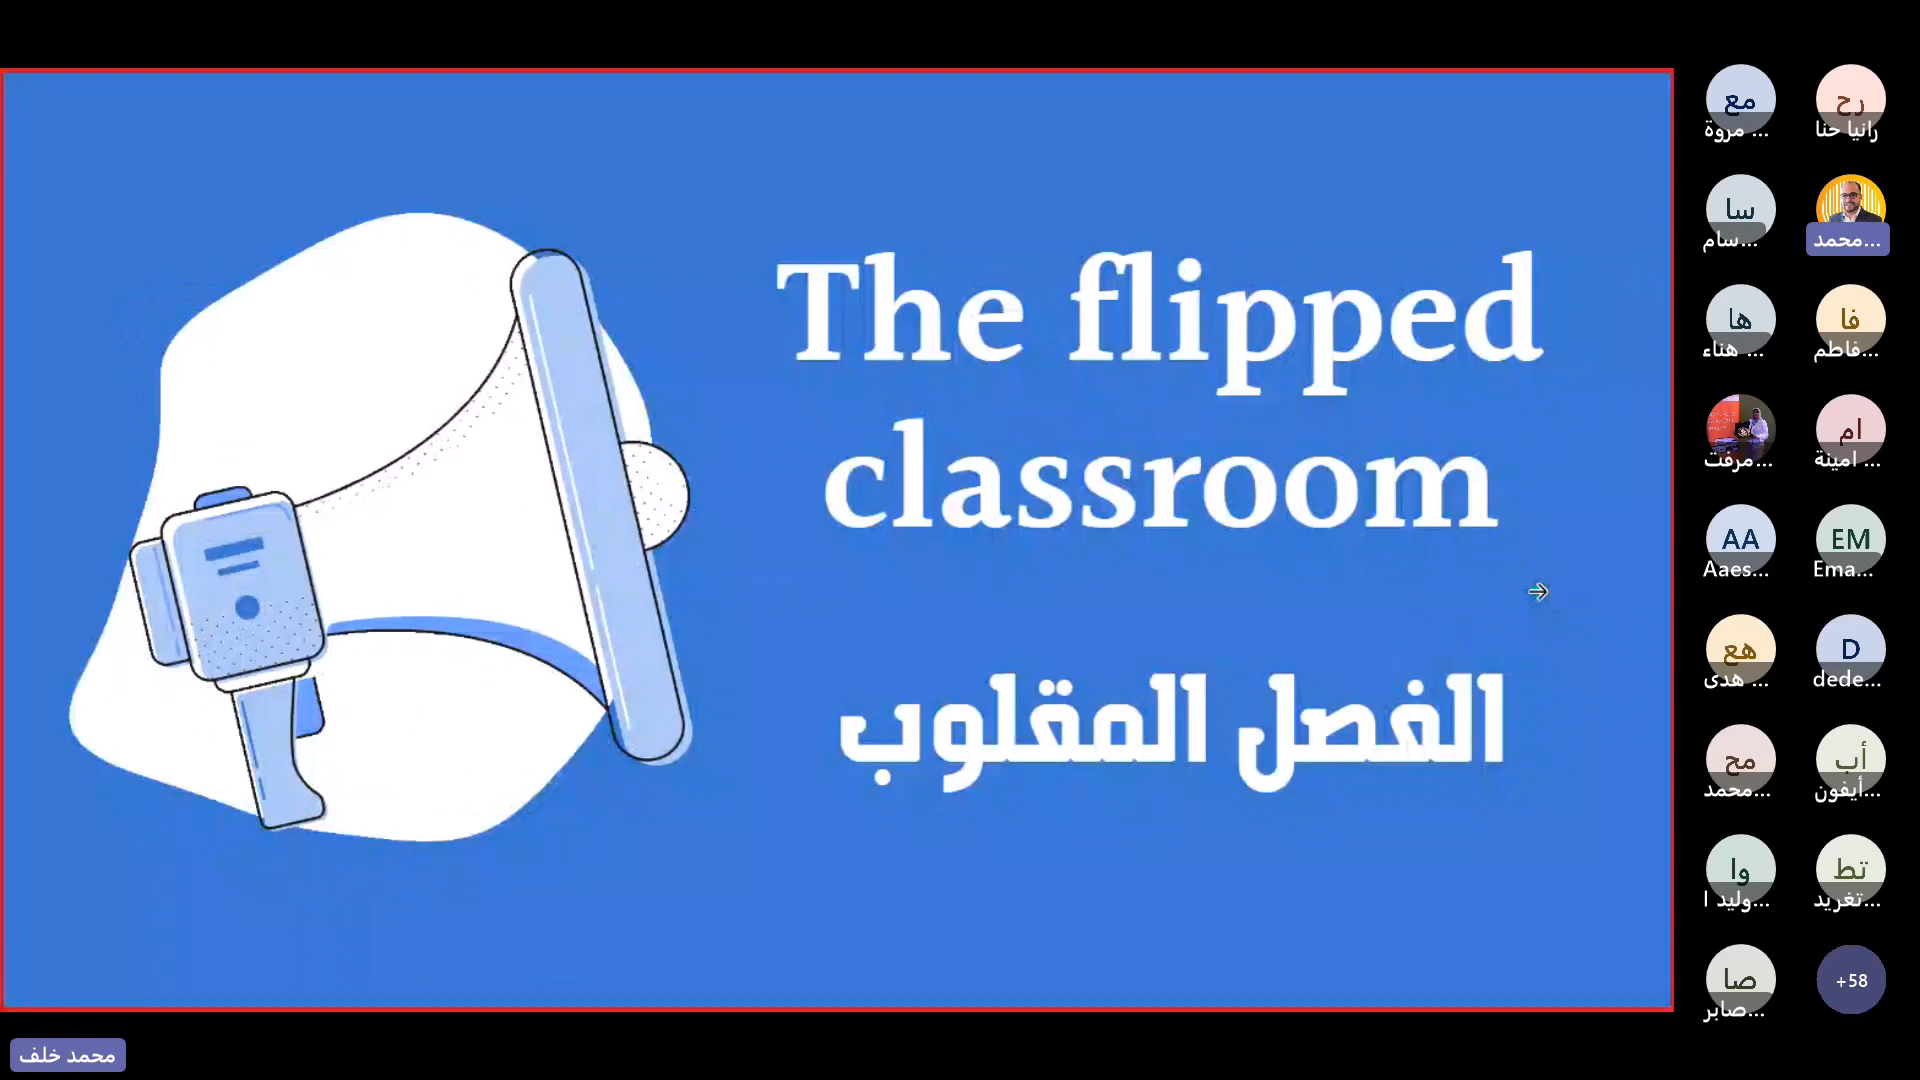 The flipped
classroom
الفصل المقلوب
مع
مروة ...
رح
رانيا حنا
سا
سام...
محمد...
ها
هناء ...
فا
فاطم...
مرفت...
ام
امينة ...
AA
Aaes...
EM
Ema...
هع
هدى ...
D
dede...
مح
محمد...
أب
أيفون...
وا
وليد ا...
تط
تغريد...
صا
صابر...
+58
محمد خلف